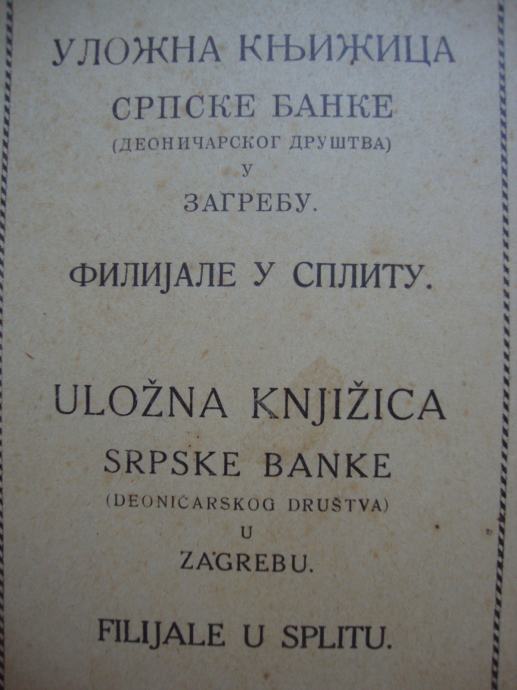 УЛОЖНА КЊИЖИЦА
СРПСКЕ БАНКЕ
(ДЕОНИЧАРСКОГ ДРУШТВА)
У
ЗАГРЕБУ.
ФИЛИЈАЛЕ У СПЛИТУ.
ULOŽNA KNJIŽICA
SRPSKE BANKE
(DEONIČARSKOG DRUŠTVA)
U
ZAGREBU.
FILIJALE U SPLITU.